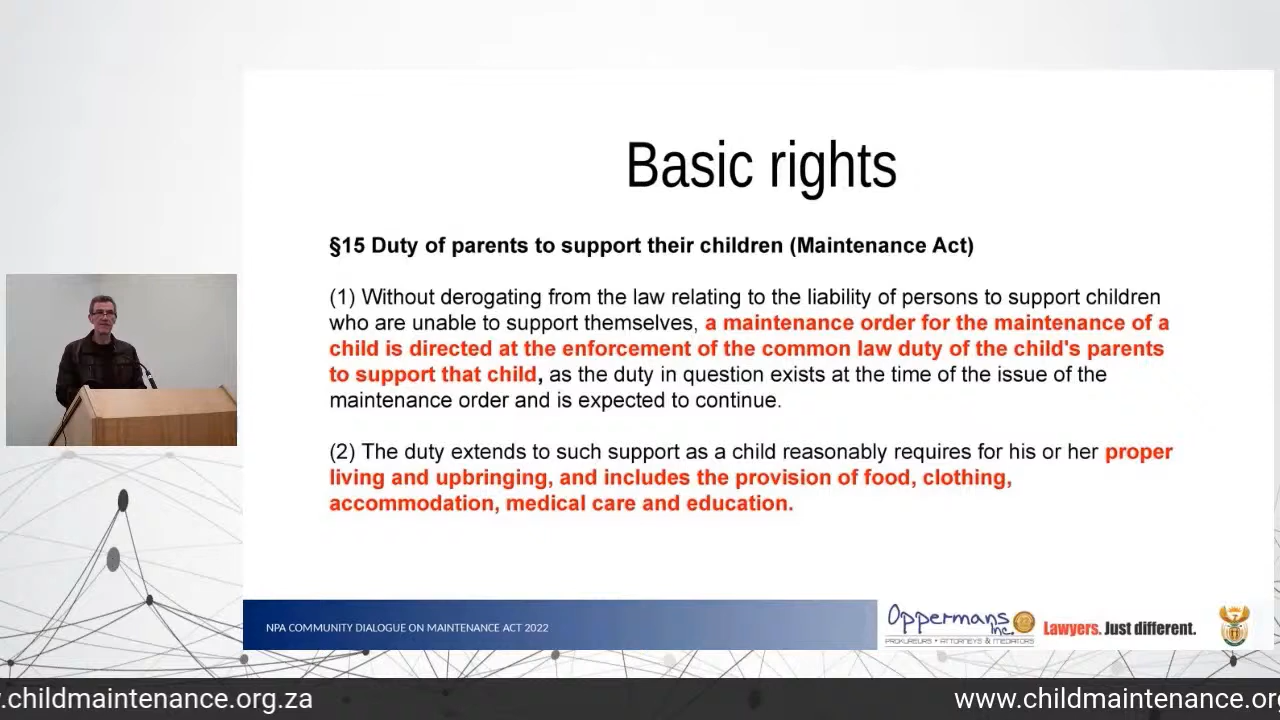 Basic rights
§15 Duty of parents to support their children (Maintenance Act)
(1) Without derogating from the law relating to the liability of persons to support children
who are unable to support themselves, a maintenance order for the maintenance of a
child is directed at the enforcement of the common law duty of the child's parents
to support that child, as the duty in question exists at the time of the issue of the
maintenance order and is expected to continue.
(2) The duty extends to such support as a child reasonably requires for his or her proper
living and upbringing, and includes the provision of food, clothing,
accommodation, medical care and education.
NPA COMMUNITY DIALOGUE ON MAINTENANCE ACT 2022
Oppermans
Inc.
PROKUREURS • ATTORNEYS & MEDIATORS
Lawyers. Just different.
.childmaintenance.org.za
www.childmaintenance.org